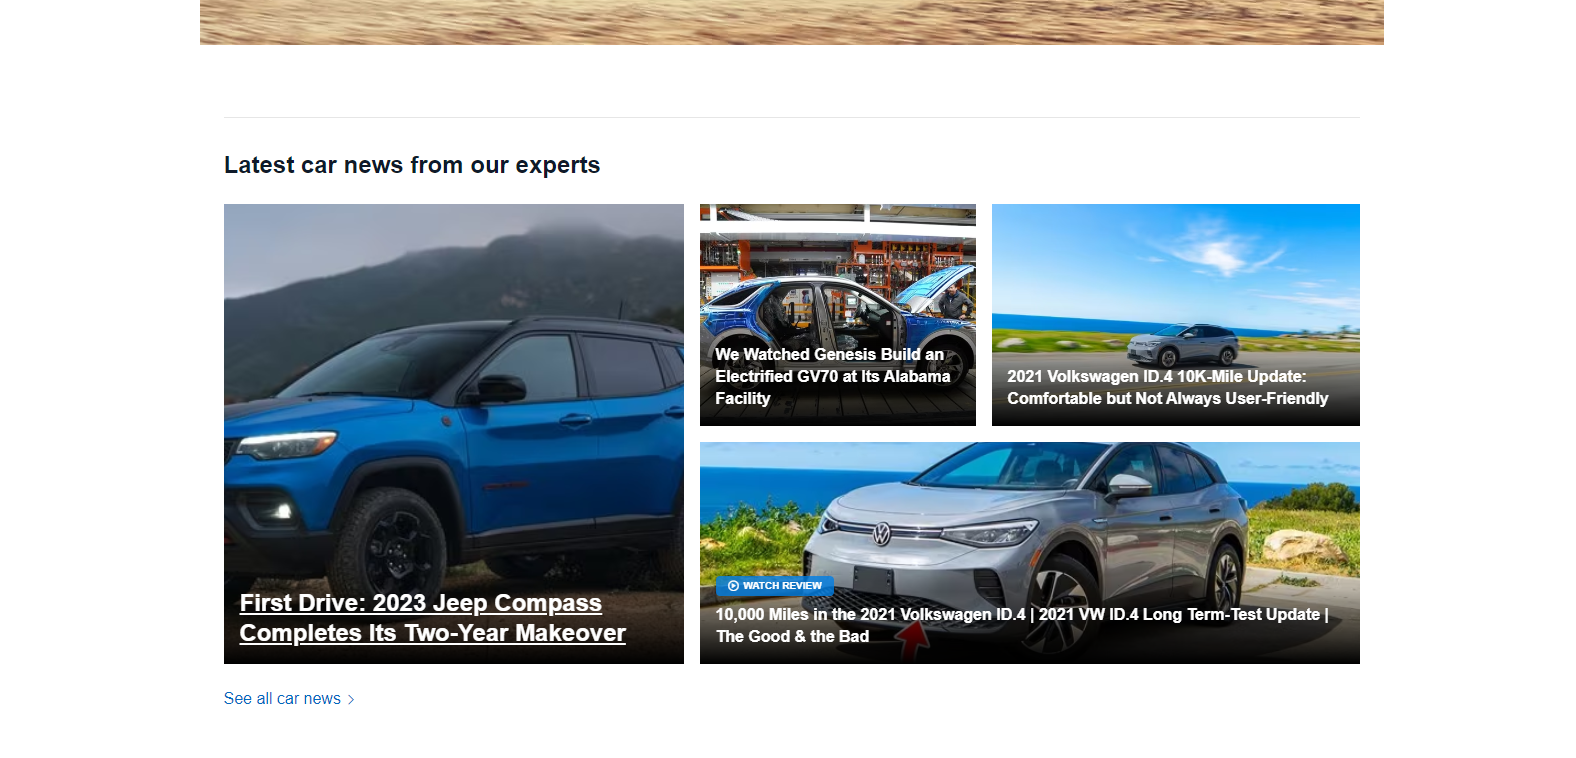 Latest car news from our experts
First Drive: 2023 Jeep Compass
Completes Its Two-Year Makeover
We Watched Genesis Build an
Electrified GV70 at Its Alabama
Facility
2021 Volkswagen ID.4 10K-Mile Update:
Comfortable but Not Always User-Friendly
WATCH REVIEW
10,000 Miles in the 2021 Volkswagen ID.4 | 2021 VW ID.4 Long Term-Test Update |
The Good & the Bad
See all car news